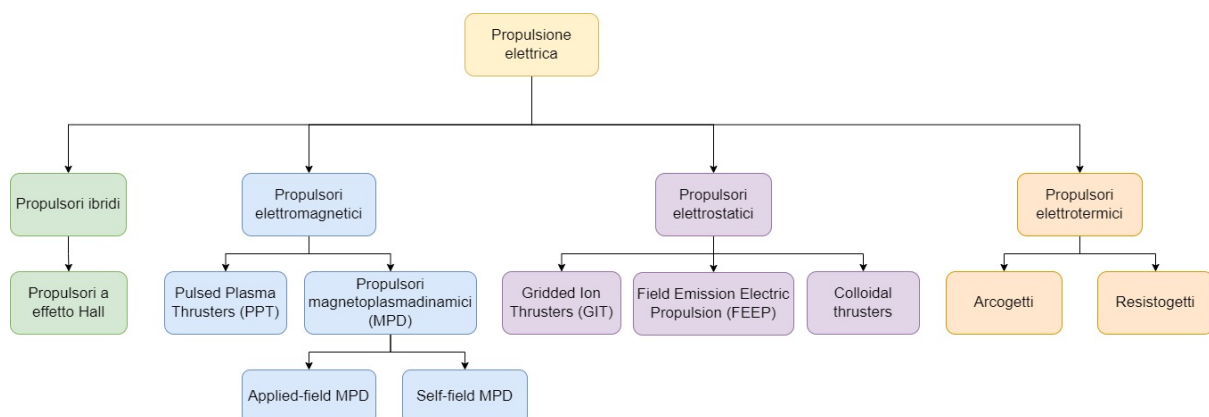 Propulsione
elettrica
Propulsori ibridi
Propulsori
elettromagnetici
Propulsori
elettrostatici
Propulsori
elettrotermici
Propulsori a
effetto Hall
Pulsed Plasma
Thrusters (PPT)
Propulsori
magnetoplasmadinamici
(MPD)
Gridded Ion
Thrusters (GIT)
Field Emission Electric
Propulsion (FEEP)
Colloidal
thrusters
Arcogetti
Resistogetti
Applied-field MPD
Self-field MPD